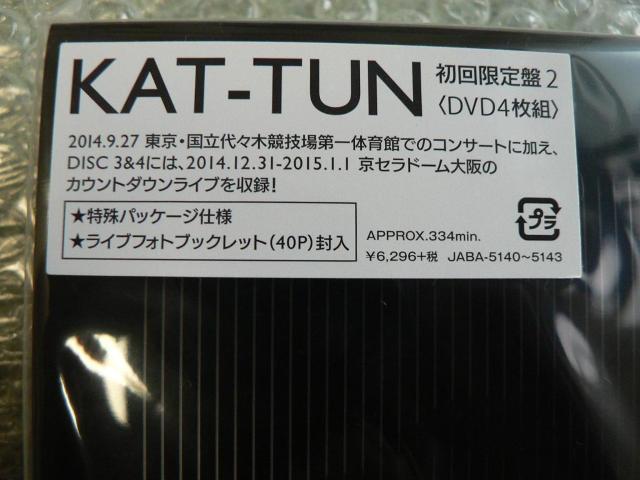 KAT-TUN 初回限定盤2
〈DVD4枚組〉
2014.9.27 東京・国立代々木競技場第一体育館でのコンサートに加え、
DISC 3&4には、2014.12.31-2015.1.1 京セラドーム大阪の
カウントダウンライブを収録!
★特殊パッケージ仕様
★ライブフォトブックレット(40P)封入
プラ
APPROX.334min.
¥6,296+税 JABA-5140~5143